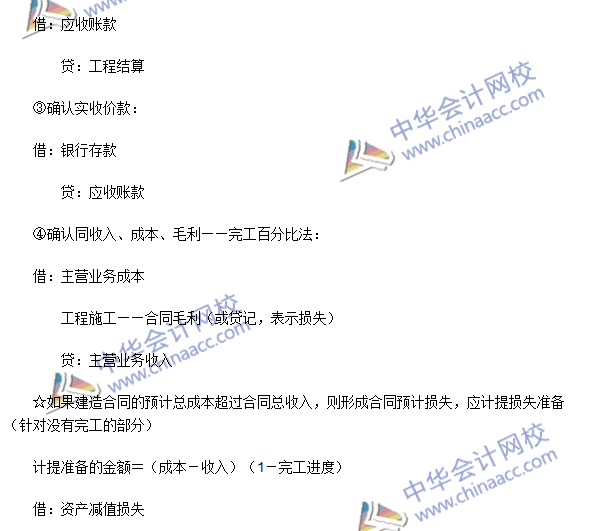 借：应收账款
贷：工程结算
③确认实收价款：
借：银行存款
贷：应收账款
④确认同收入、成本、毛利——完工百分比法：
借：主营业务成本
工程施工——合同毛利（或贷记，表示损失）
贷：主营业务收入
☆如果建造合同的预计总成本超过合同总收入，则形成合同预计损失，应计提损失准备
（针对没有完工的部分）
计提准备的金额＝（成本－收入）（1－完工进度）
借：资产减值损失
中华会计网校
www.chinaacc.com
中华会计网校
www.chinaacc.com
中华会计网校
www.chinaacc.com